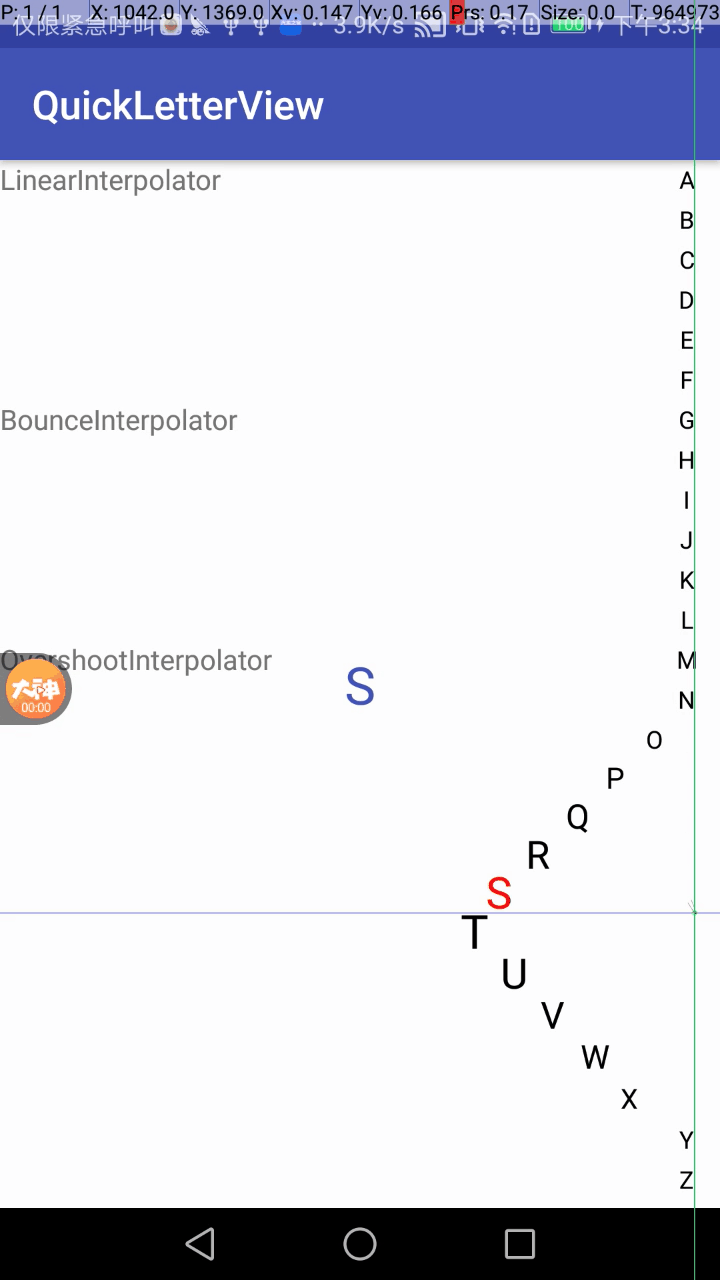 P: 1 / 1 X: 1042.0 Y: 1369.0 Xv: 0.147 Yv: 0.166 Prs: 0.17 Size: 0.0 T: 964973
仅限紧急呼叫 3.9K/s 100 下午3:34
QuickLetterView
LinearInterpolator
A
B
C
D
E
F
BounceInterpolator
G
H
I
J
K
L
OvershootInterpolator
M
大神
00:00
S
N
O
P
Q
R
S
T
U
V
W
X
Y
Z